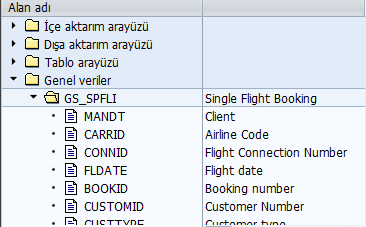 Alan adı
İçe aktarım arayüzü
Dışa aktarım arayüzü
Tablo arayüzü
Genel veriler
GS_SPFLI Single Flight Booking
MANDT Client
CARRID Airline Code
CONNID Flight Connection Number
FLDATE Flight date
BOOKID Booking number
CUSTOMID Customer Number
CUSTTYPE Customer type